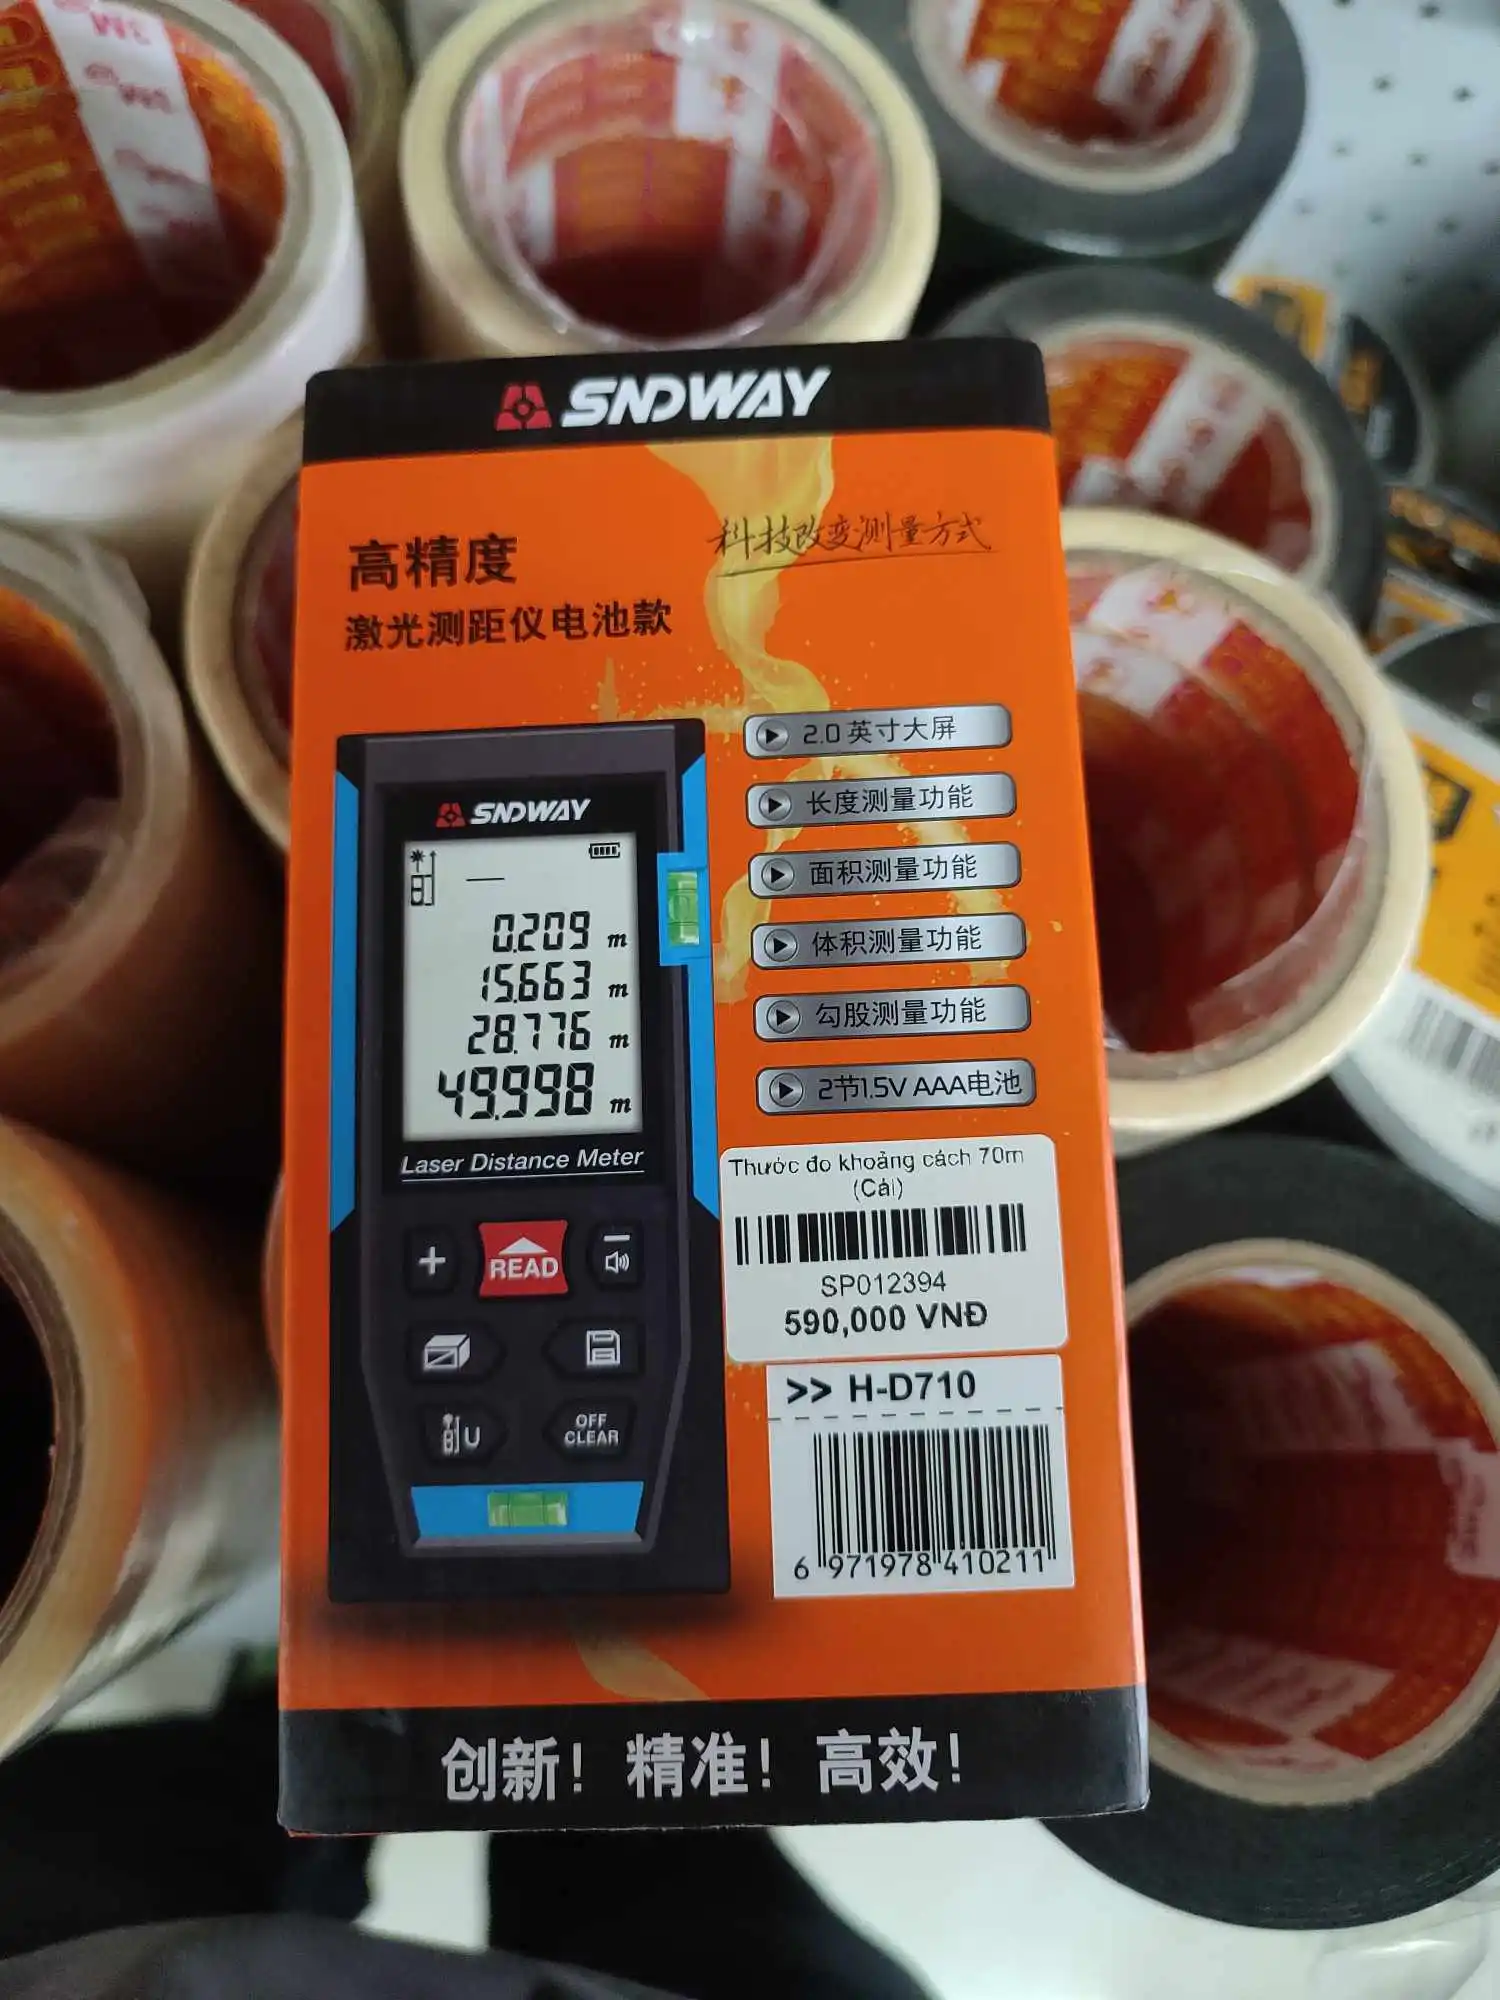 SNDWAY
高精度
科技改变测量方式
激光测距仪电池款
2.0 英寸大屏
长度测量功能
面积测量功能
体积测量功能
勾股测量功能
2节1.5V AAA电池
SNDWAY
0.209 m
15.663 m
28.776 m
49.998 m
Laser Distance Meter
READ
U
OFF
CLEAR
Thước đo khoảng cách 70m
(Cái)
SP012394
590,000 VNĐ
>> H-D710
6 971978 410211
创新! 精准! 高效!
3M